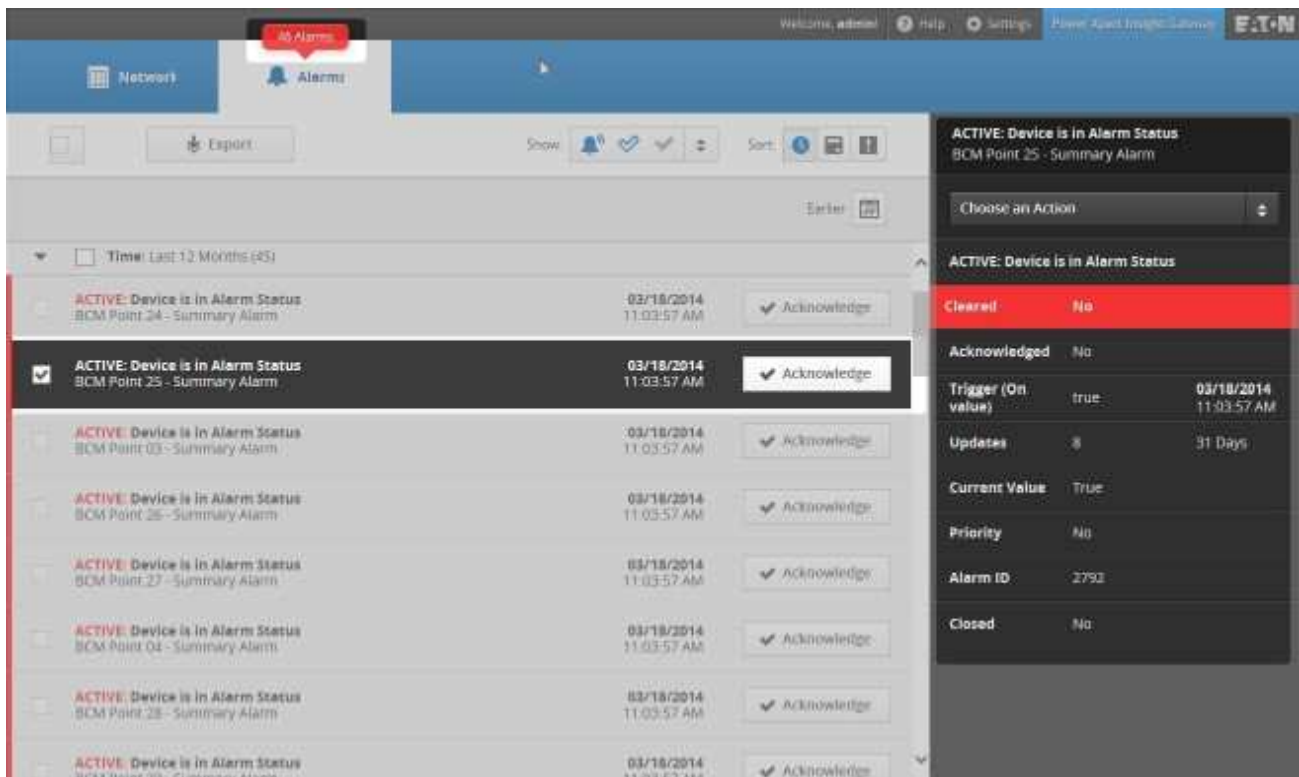 Welcome, admin! Help Settings Power Xpert Insight Gateway EATON
46 Alarms
Network Alarms
Export Show: Sort:
Earlier
Time: Last 12 Months (45)
ACTIVE: Device is in Alarm Status 03/18/2014
BCM Point 24 - Summary Alarm 11:03:57 AM Acknowledge
ACTIVE: Device is in Alarm Status 03/18/2014
BCM Point 25 - Summary Alarm 11:03:57 AM Acknowledge
ACTIVE: Device is in Alarm Status 03/18/2014
BCM Point 03 - Summary Alarm 11:03:57 AM Acknowledge
ACTIVE: Device is in Alarm Status 03/18/2014
BCM Point 26 - Summary Alarm 11:03:57 AM Acknowledge
ACTIVE: Device is in Alarm Status 03/18/2014
BCM Point 27 - Summary Alarm 11:03:57 AM Acknowledge
ACTIVE: Device is in Alarm Status 03/18/2014
BCM Point 04 - Summary Alarm 11:03:57 AM Acknowledge
ACTIVE: Device is in Alarm Status 03/18/2014
BCM Point 28 - Summary Alarm 11:03:57 AM Acknowledge
ACTIVE: Device is in Alarm Status 03/18/2014
Acknowledge
ACTIVE: Device is in Alarm Status
BCM Point 25 - Summary Alarm
Choose an Action
ACTIVE: Device is in Alarm Status
Cleared No
Acknowledged No
Trigger (On value) true 03/18/2014 11:03:57 AM
Updates 8 31 Days
Current Value True
Priority No
Alarm ID 2792
Closed No